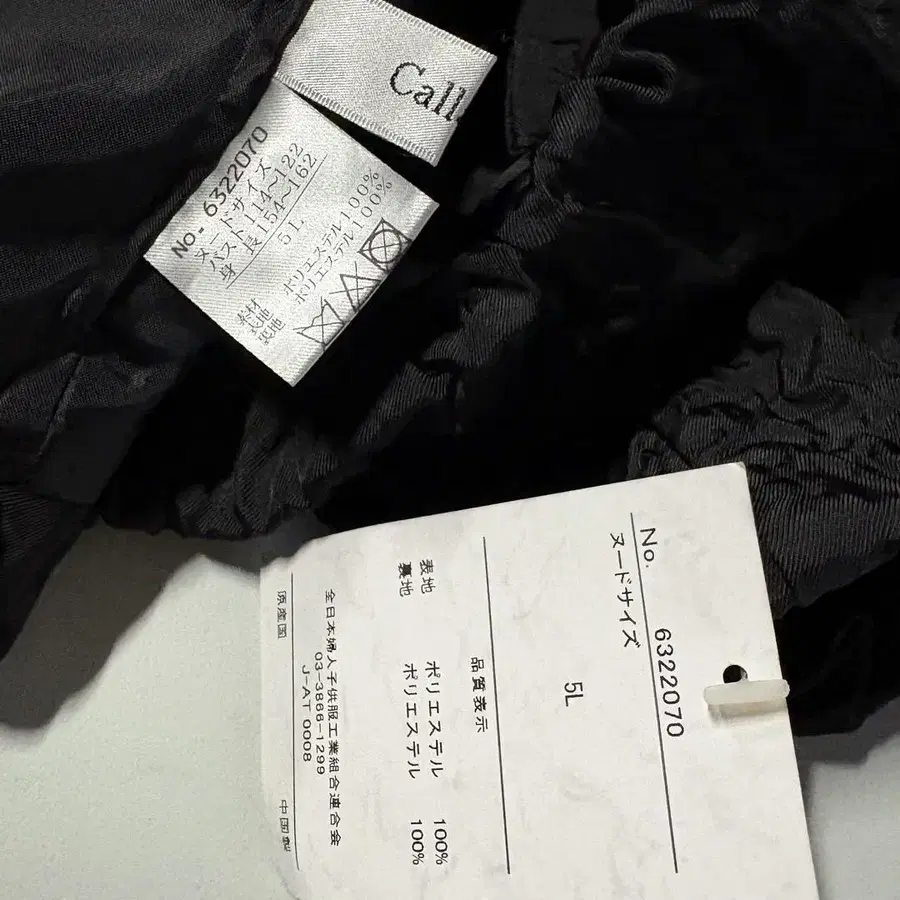 Call
No- 6322070
ヌードサイズ
バスト114~122
身 長154~162
5L
素材
表地 ポリエステル100%
裏地 ポリエステル100%
No. 6322070
ヌードサイズ
5L
品質表示
表地 ポリエステル 100%
裏地 ポリエステル 100%
全日本婦人子供服工業組合連合会
03-3866-1299
J-AT 0008
原産国 中国製